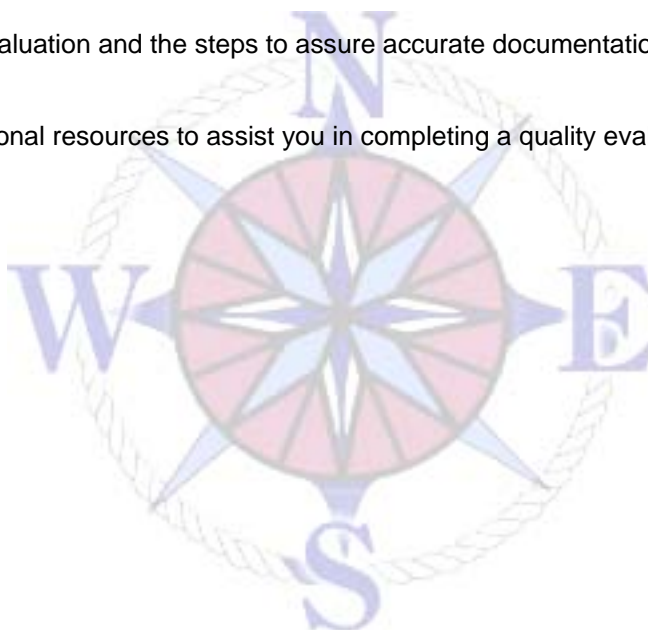 aluation and the steps to assure accurate documentatio
N
onal resources to assist you in completing a quality eva
W E
S